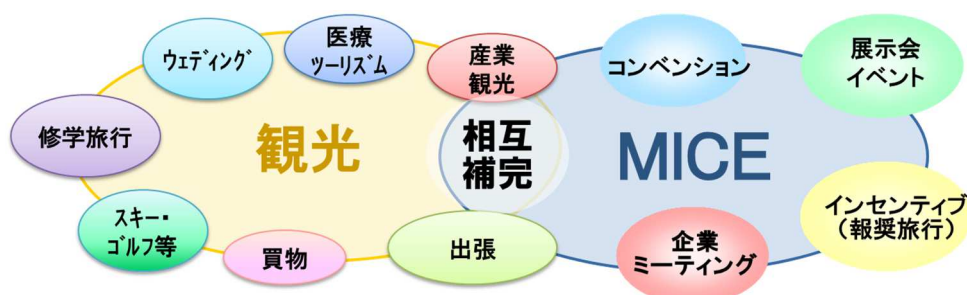 ウェディング
医療
ツーリズム
産業
観光
コンベンション
展示会
イベント
修学旅行
観光
相互
補完
MICE
スキー・
ゴルフ等
買物
出張
企業
ミーティング
インセンティブ
(報奨旅行)